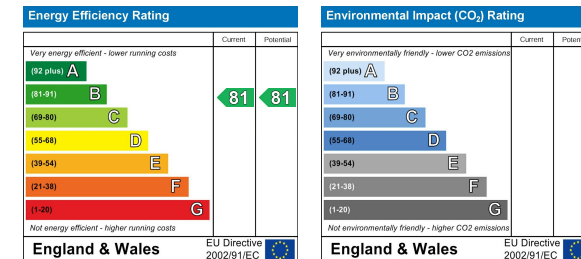 Energy Efficiency Rating
Current Potential
Very energy efficient - lower running costs
(92 plus) A
(81-91) B 81 81
(69-80) C
(55-68) D
(39-54) E
(21-38) F
(1-20) G
Not energy efficient - higher running costs
England & Wales
EU Directive
2002/91/EC
Environmental Impact (CO₂) Rating
Current Potent
Very environmentally friendly - lower CO2 emissions
(92 plus) A
(81-91) B
(69-80) C
(55-68) D
(39-54) E
(21-38) F
(1-20) G
Not environmentally friendly - higher CO2 emissions
England & Wales
EU Directive
2002/91/EC